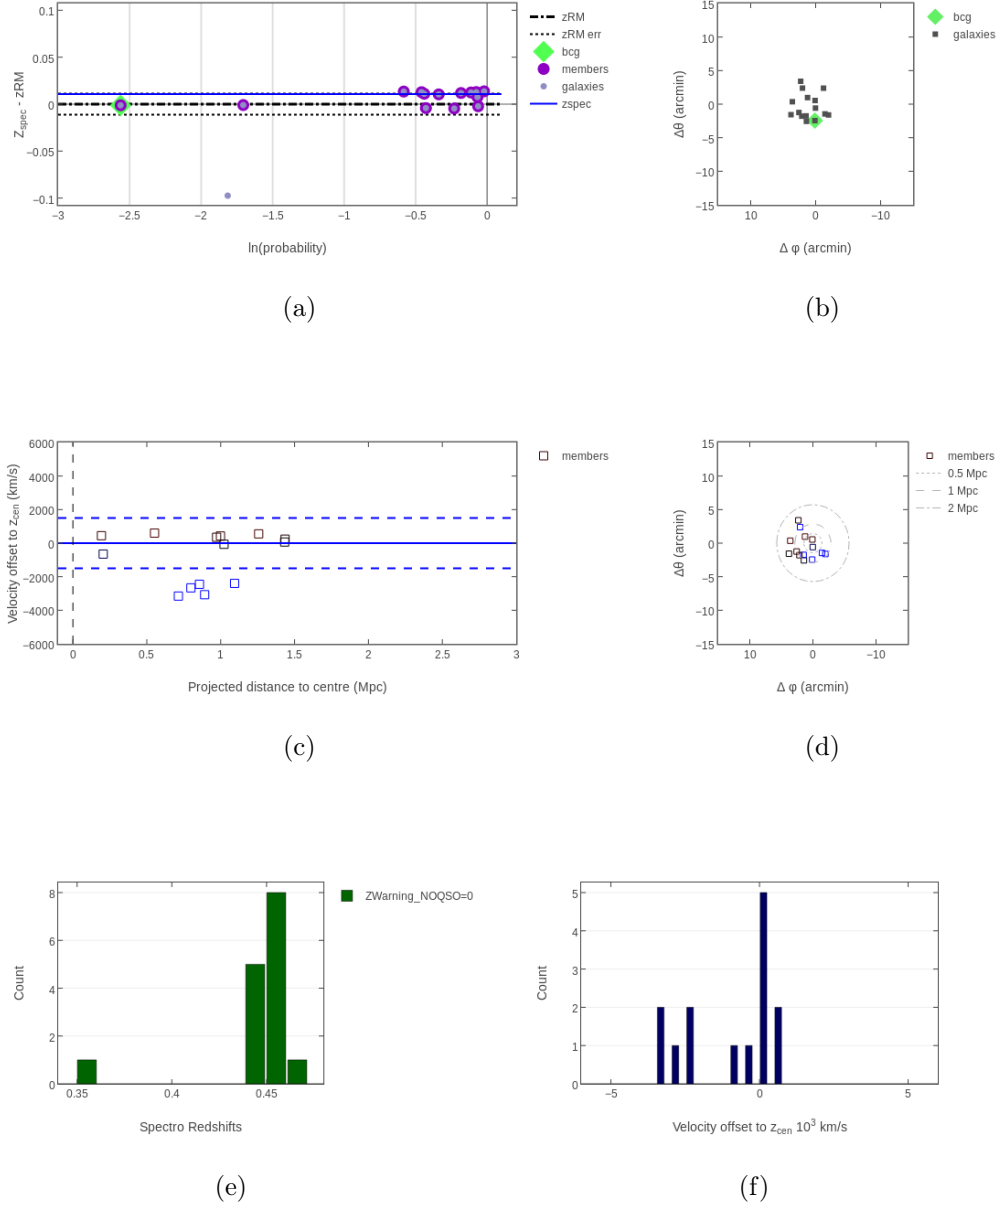 0.1
0.05
0
−0.05
−0.1
Z_spec - zRM
−3
−2.5
−2
−1.5
−1
−0.5
0
ln(probability)
zRM
zRM err
bcg
members
galaxies
zspec
(a)
15
10
5
0
−5
−10
−15
Δθ (arcmin)
10
0
−10
Δ φ (arcmin)
bcg
galaxies
(b)
6000
4000
2000
0
−2000
−4000
−6000
Velocity offset to z_cen (km/s)
0
0.5
1
1.5
2
2.5
3
Projected distance to centre (Mpc)
members
(c)
15
10
5
0
−5
−10
−15
Δθ (arcmin)
10
0
−10
Δ φ (arcmin)
members
0.5 Mpc
1 Mpc
2 Mpc
(d)
8
6
4
2
0
Count
0.35
0.4
0.45
Spectro Redshifts
ZWarning_NOQSO=0
(e)
5
4
3
2
1
0
Count
−5
0
5
Velocity offset to z_cen 10^3 km/s
(f)